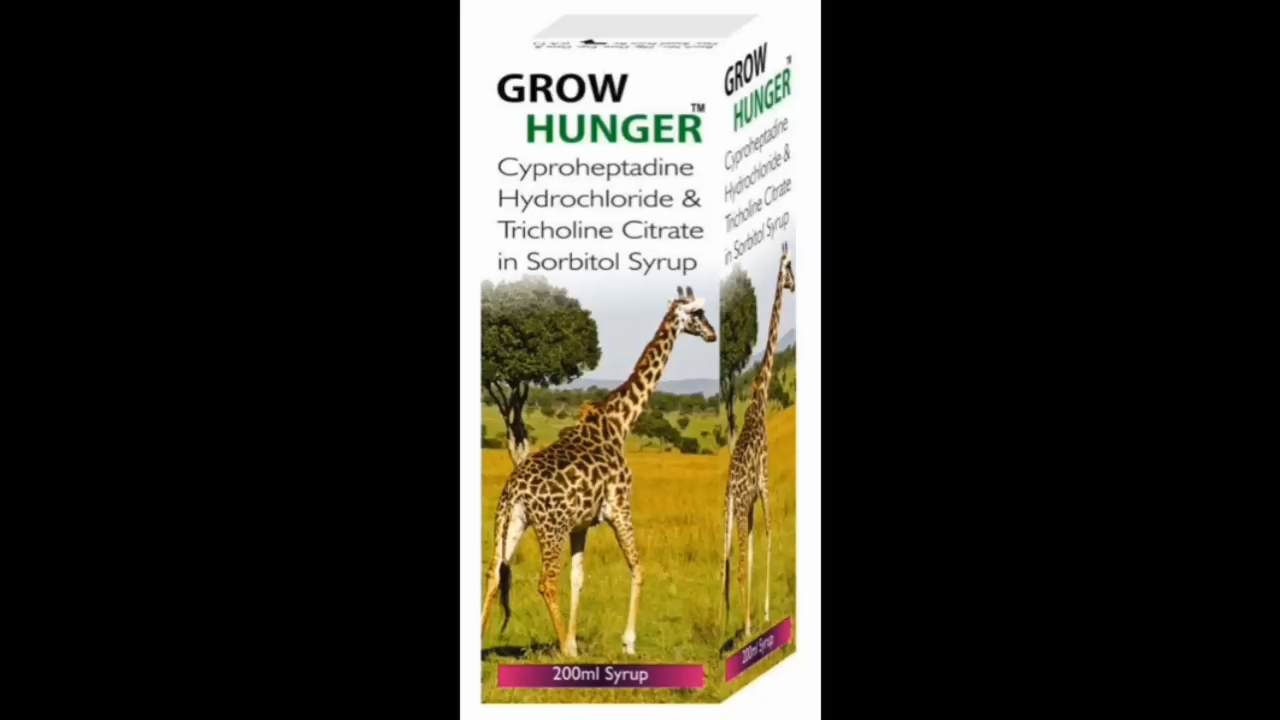 GROW
HUNGER™
Cyproheptadine
Hydrochloride &
Tricholine Citrate
in Sorbitol Syrup
200ml Syrup
GROW
HUNGER™
Cyproheptadine
Hydrochloride &
Tricholine Citrate
in Sorbitol Syrup
200ml Syrup